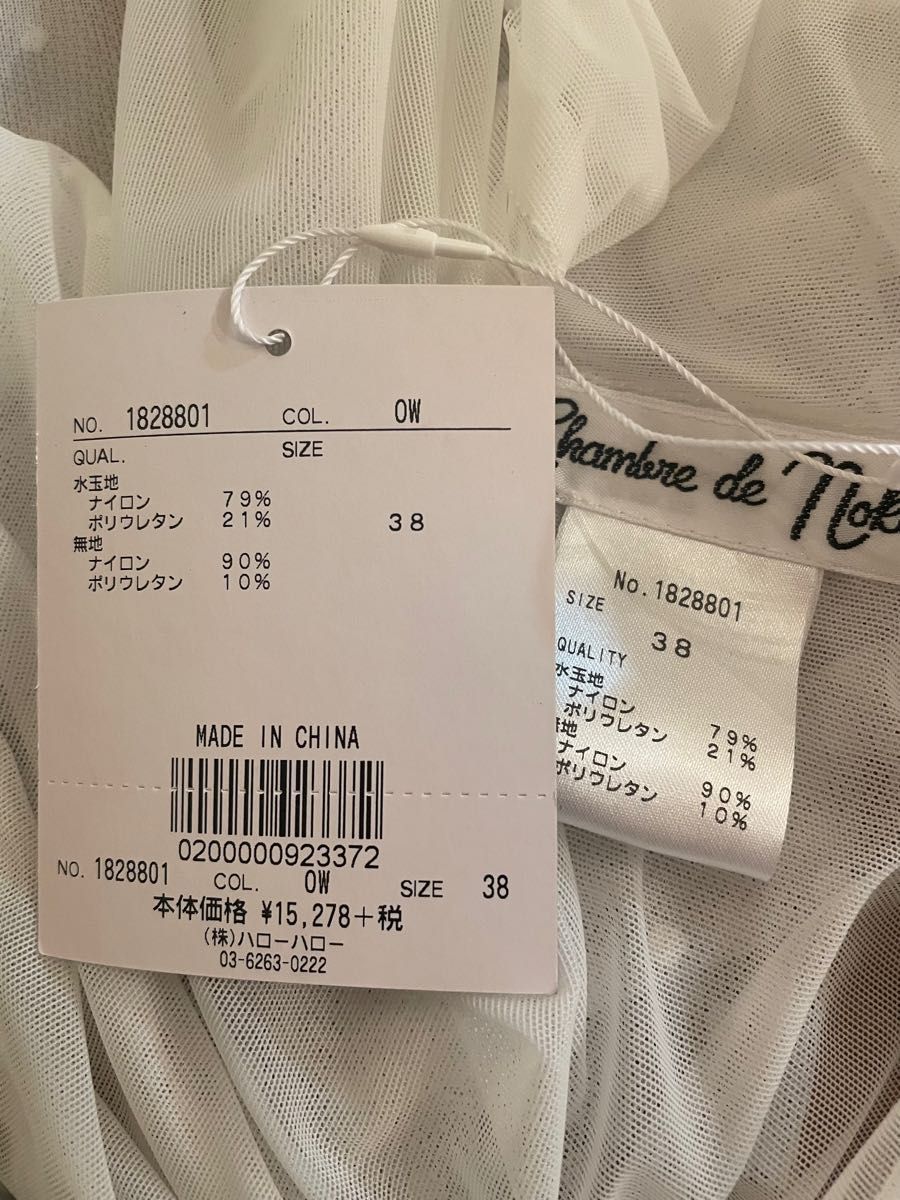 NO. 1828801 COL. OW
QUAL. SIZE
水玉地
ナイロン 79%
ポリウレタン 21% 38
無地
ナイロン 90%
ポリウレタン 10%
MADE IN CHINA
0200000923372
NO. 1828801 COL. OW SIZE 38
本体価格 ¥15,278+税
(株)ハローハロー
03-6263-0222
Chambre de
No. 1828801
SIZE
38
QUALITY
水玉地
ナイロン 79%
ポリウレタン 21%
地
ナイロン 90%
ポリウレタン 10%